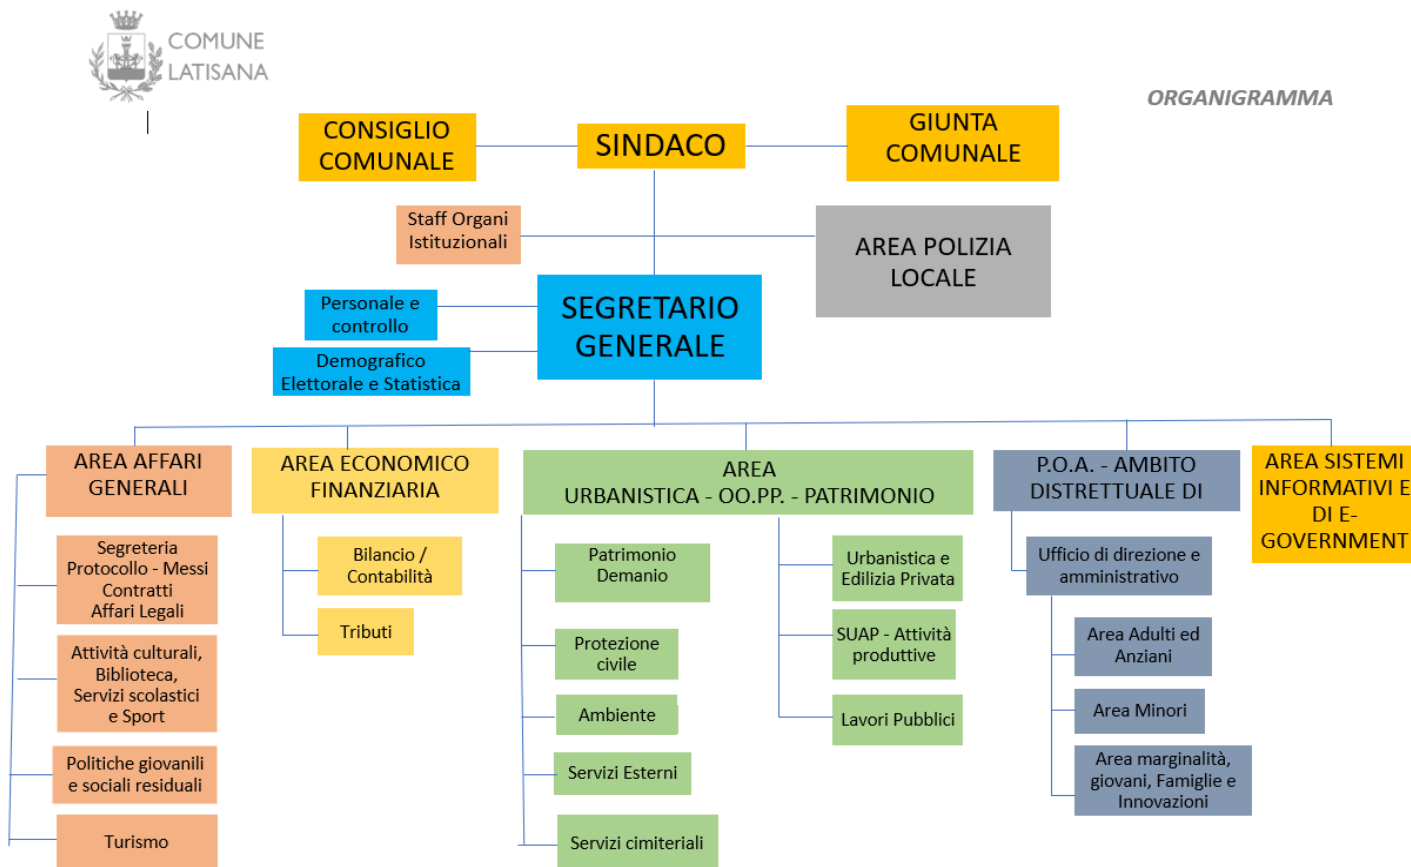 COMUNE
LATISANA
ORGANIGRAMMA
CONSIGLIO
COMUNALE
SINDACO
GIUNTA
COMUNALE
Staff Organi
Istituzionali
AREA POLIZIA
LOCALE
SEGRETARIO
GENERALE
Personale e
controllo
Demografico
Elettorale e Statistica
AREA AFFARI
GENERALI
Segreteria
Protocollo - Messi
Contratti
Affari Legali
Attività culturali,
Biblioteca,
Servizi scolastici
e Sport
Politiche giovanili
e sociali residuali
Turismo
AREA ECONOMICO
FINANZIARIA
Bilancio /
Contabilità
Tributi
AREA
URBANISTICA - OO.PP. - PATRIMONIO
Patrimonio
Demanio
Protezione
civile
Ambiente
Servizi Esterni
Servizi cimiteriali
Urbanistica e
Edilizia Privata
SUAP - Attività
produttive
Lavori Pubblici
P.O.A. - AMBITO
DISTRETTUALE DI
Ufficio di direzione e
amministrativo
Area Adulti ed
Anziani
Area Minori
Area marginalità,
giovani, Famiglie e
Innovazioni
AREA SISTEMI
INFORMATIVI E
DI E-
GOVERNMENT